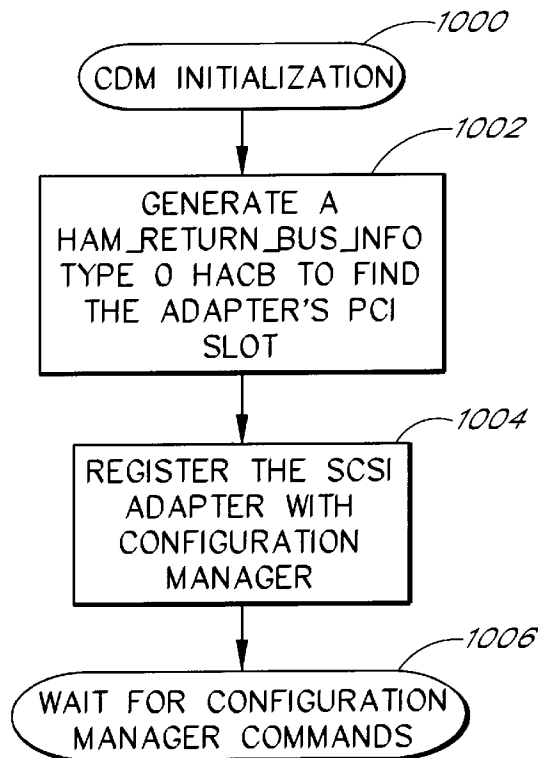 1000
CDM INITIALIZATION
1002
GENERATE A
HAM_RETURN_BUS_INFO
TYPE 0 HACB TO FIND
THE ADAPTER'S PCI
SLOT
1004
REGISTER THE SCSI
ADAPTER WITH
CONFIGURATION
MANAGER
1006
WAIT FOR CONFIGURATION
MANAGER COMMANDS